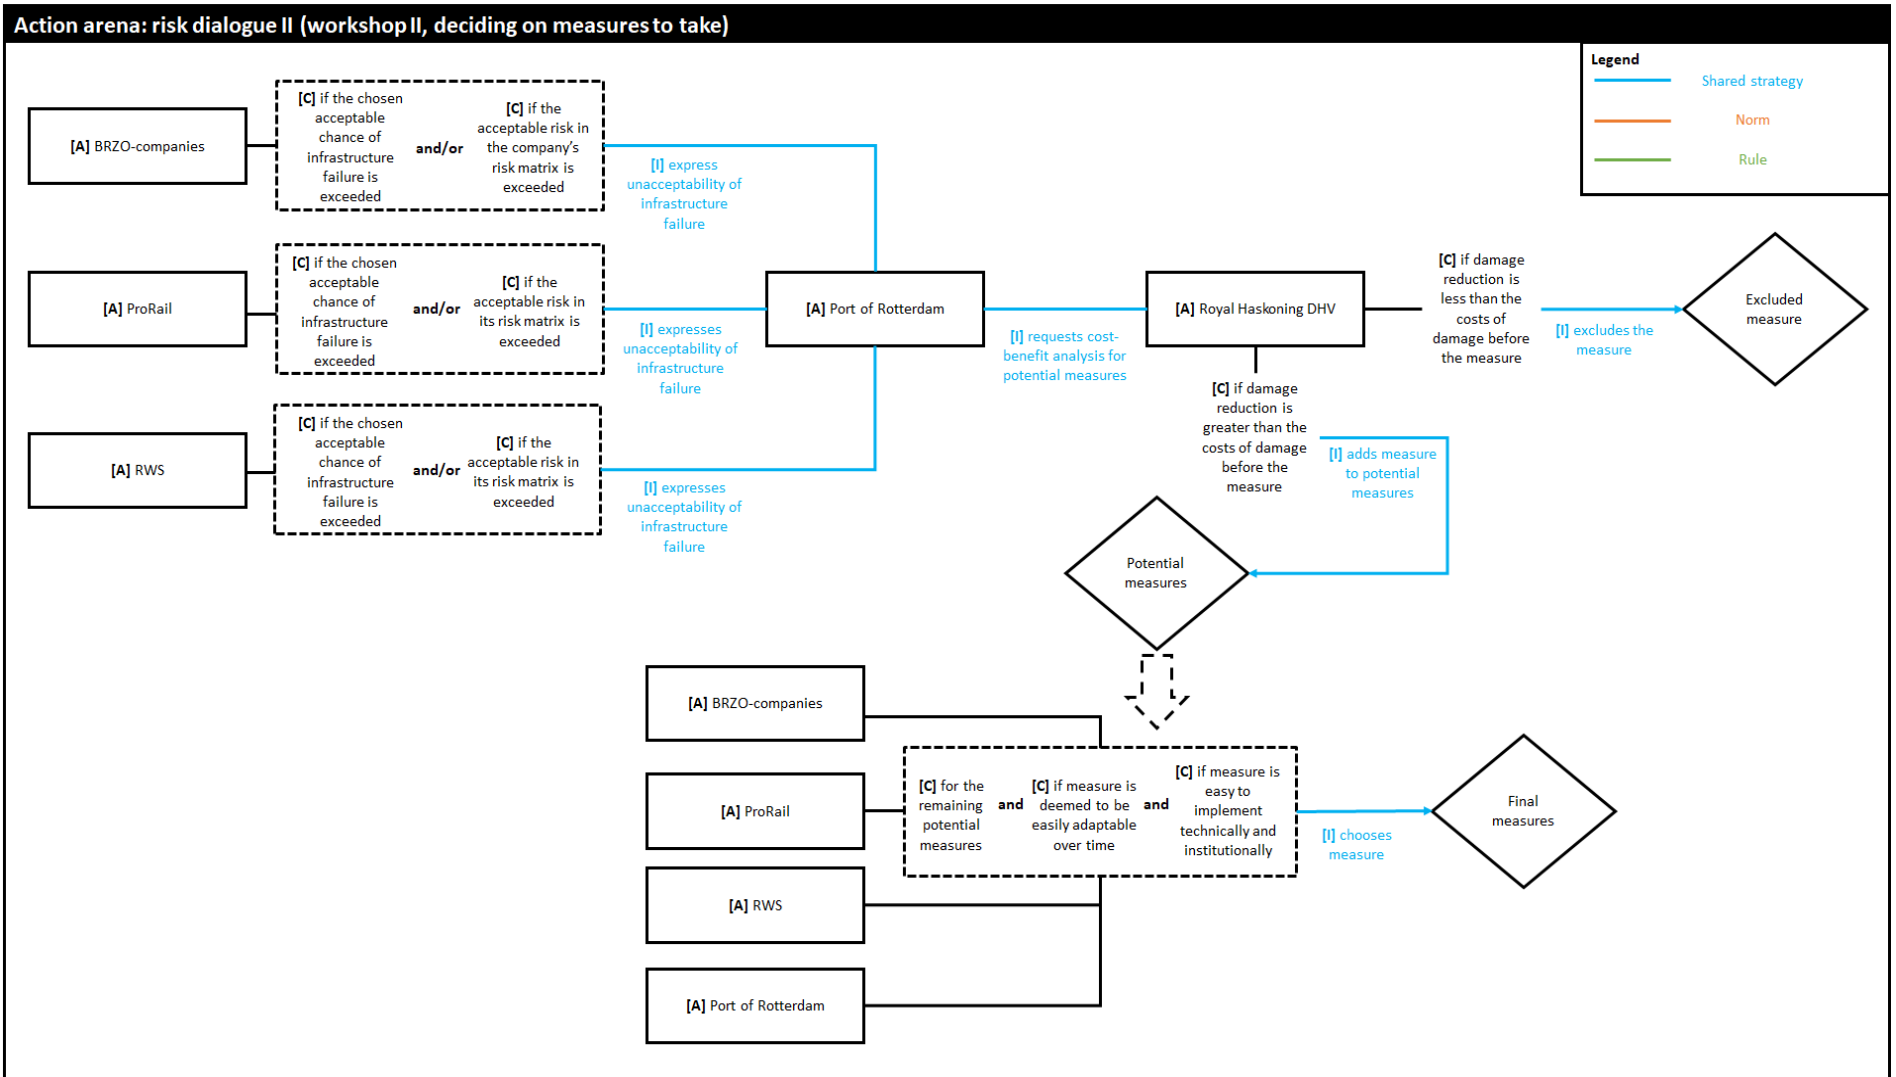 Action arena: risk dialogue II (workshop II, deciding on measures to take)
Legend
Shared strategy
Norm
Rule
[A] BRZO-companies
[C] if the chosen
acceptable
chance of
infrastructure
failure is
exceeded
and/or
[C] if the
acceptable risk in
the company's
risk matrix is
exceeded
[I] express
unacceptability of
infrastructure
failure
[A] ProRail
[C] if the chosen
acceptable
chance of
infrastructure
failure is
exceeded
and/or
[C] if the
acceptable risk in
its risk matrix is
exceeded
[I] expresses
unacceptability of
infrastructure
failure
[A] RWS
[C] if the chosen
acceptable
chance of
infrastructure
failure is
exceeded
and/or
[C] if the
acceptable risk in
its risk matrix is
exceeded
[I] expresses
unacceptability of
infrastructure
failure
[A] Port of Rotterdam
[I] requests cost-
benefit analysis for
potential measures
[A] Royal Haskoning DHV
[C] if damage
reduction is
less than the
costs of
damage before
the measure
[I] excludes the
measure
Excluded
measure
[C] if damage
reduction is
greater than the
costs of damage
before the
measure
[I] adds measure
to potential
measures
Potential
measures
[A] BRZO-companies
[A] ProRail
[A] RWS
[A] Port of Rotterdam
[C] for the
remaining
potential
measures
and
[C] if measure is
deemed to be
easily adaptable
over time
and
[C] if measure is
easy to
implement
technically and
institutionally
[I] chooses
measure
Final
measures